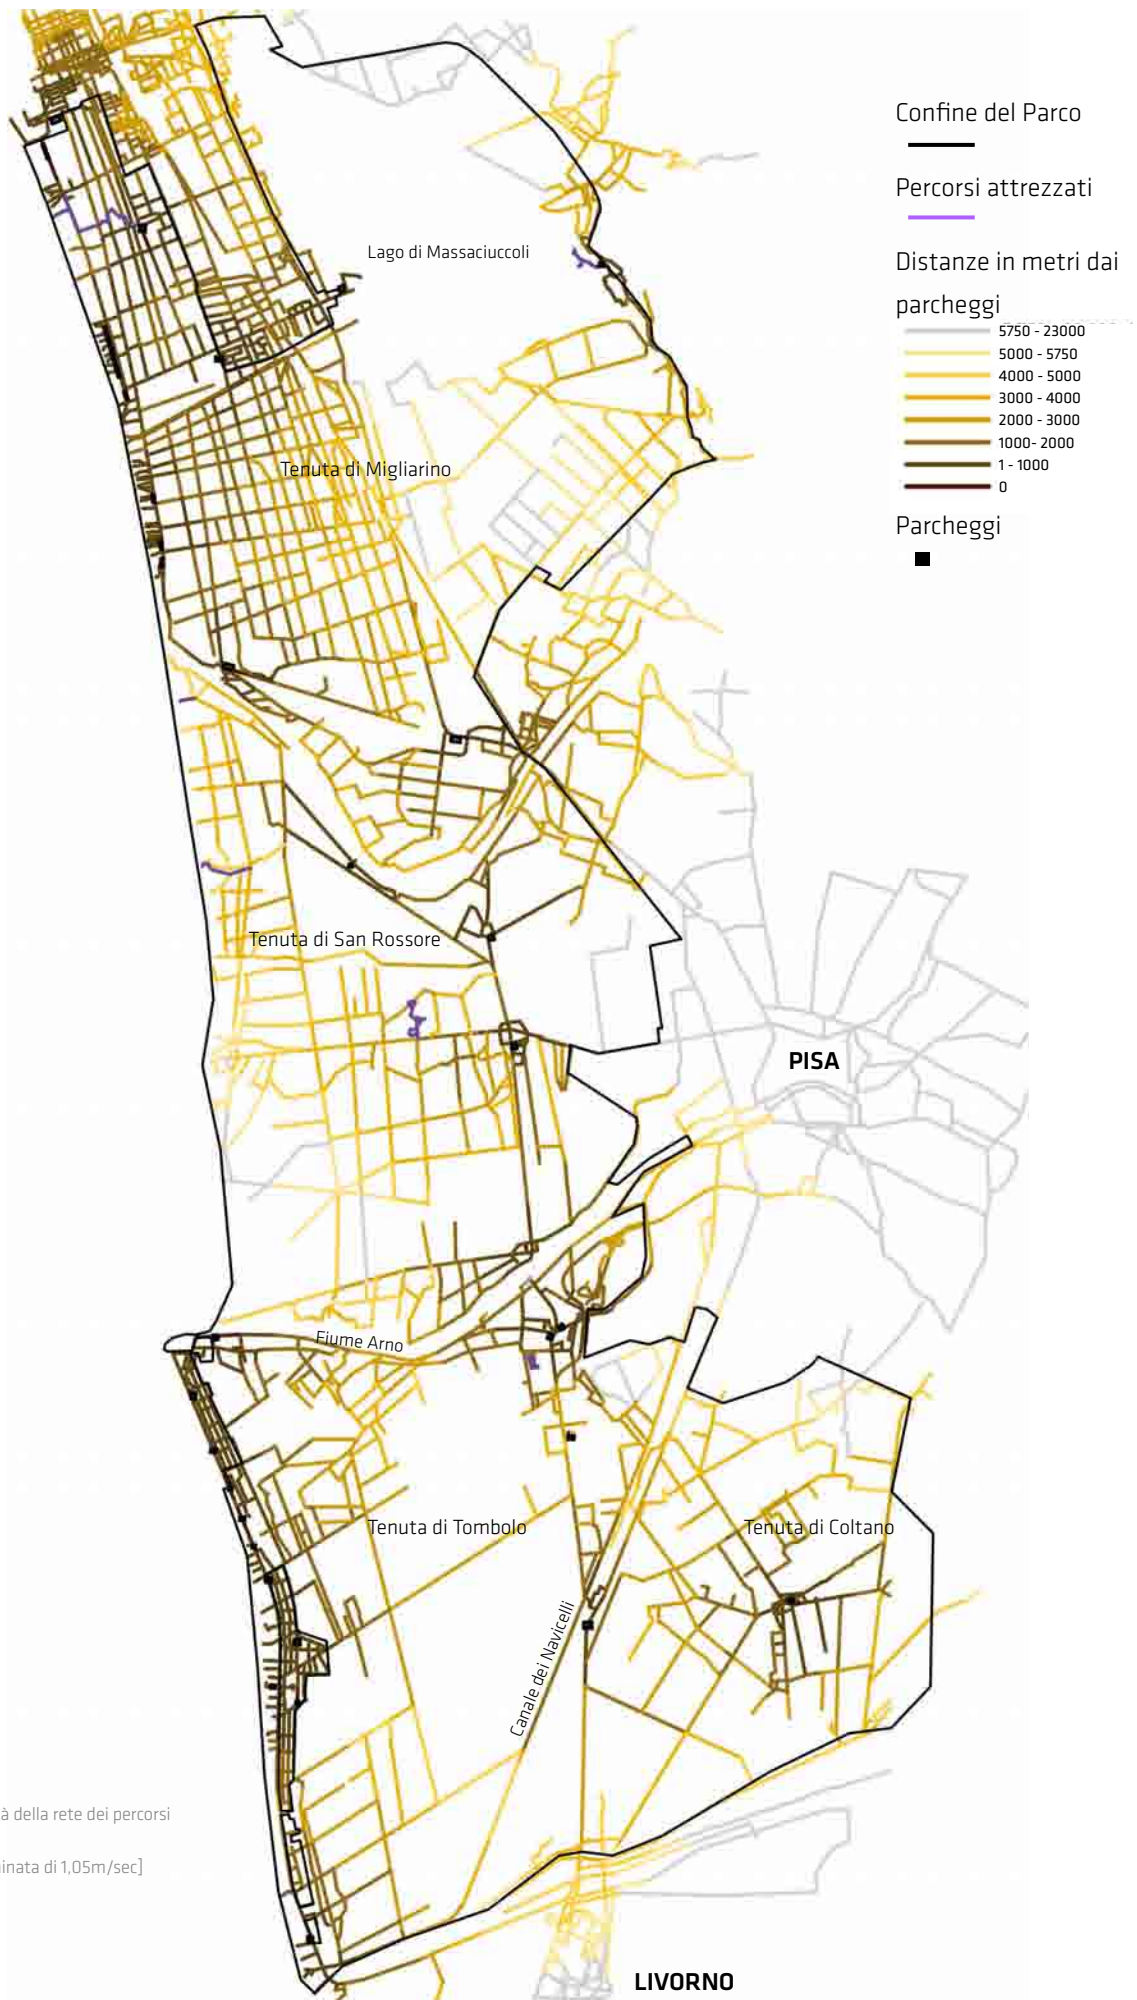 Confine del Parco
Percorsi attrezzati
Distanze in metri dai
parcheggi
5750 - 23000
5000 - 5750
4000 - 5000
3000 - 4000
2000 - 3000
1000- 2000
1 - 1000
0
Parcheggi
Lago di Massaciuccoli
Tenuta di Migliarino
Tenuta di San Rossore
PISA
Fiume Arno
Tenuta di Tombolo
Tenuta di Coltano
Canale dei Navicelli
à della rete dei percorsi
inata di 1,05m/sec]
LIVORNO